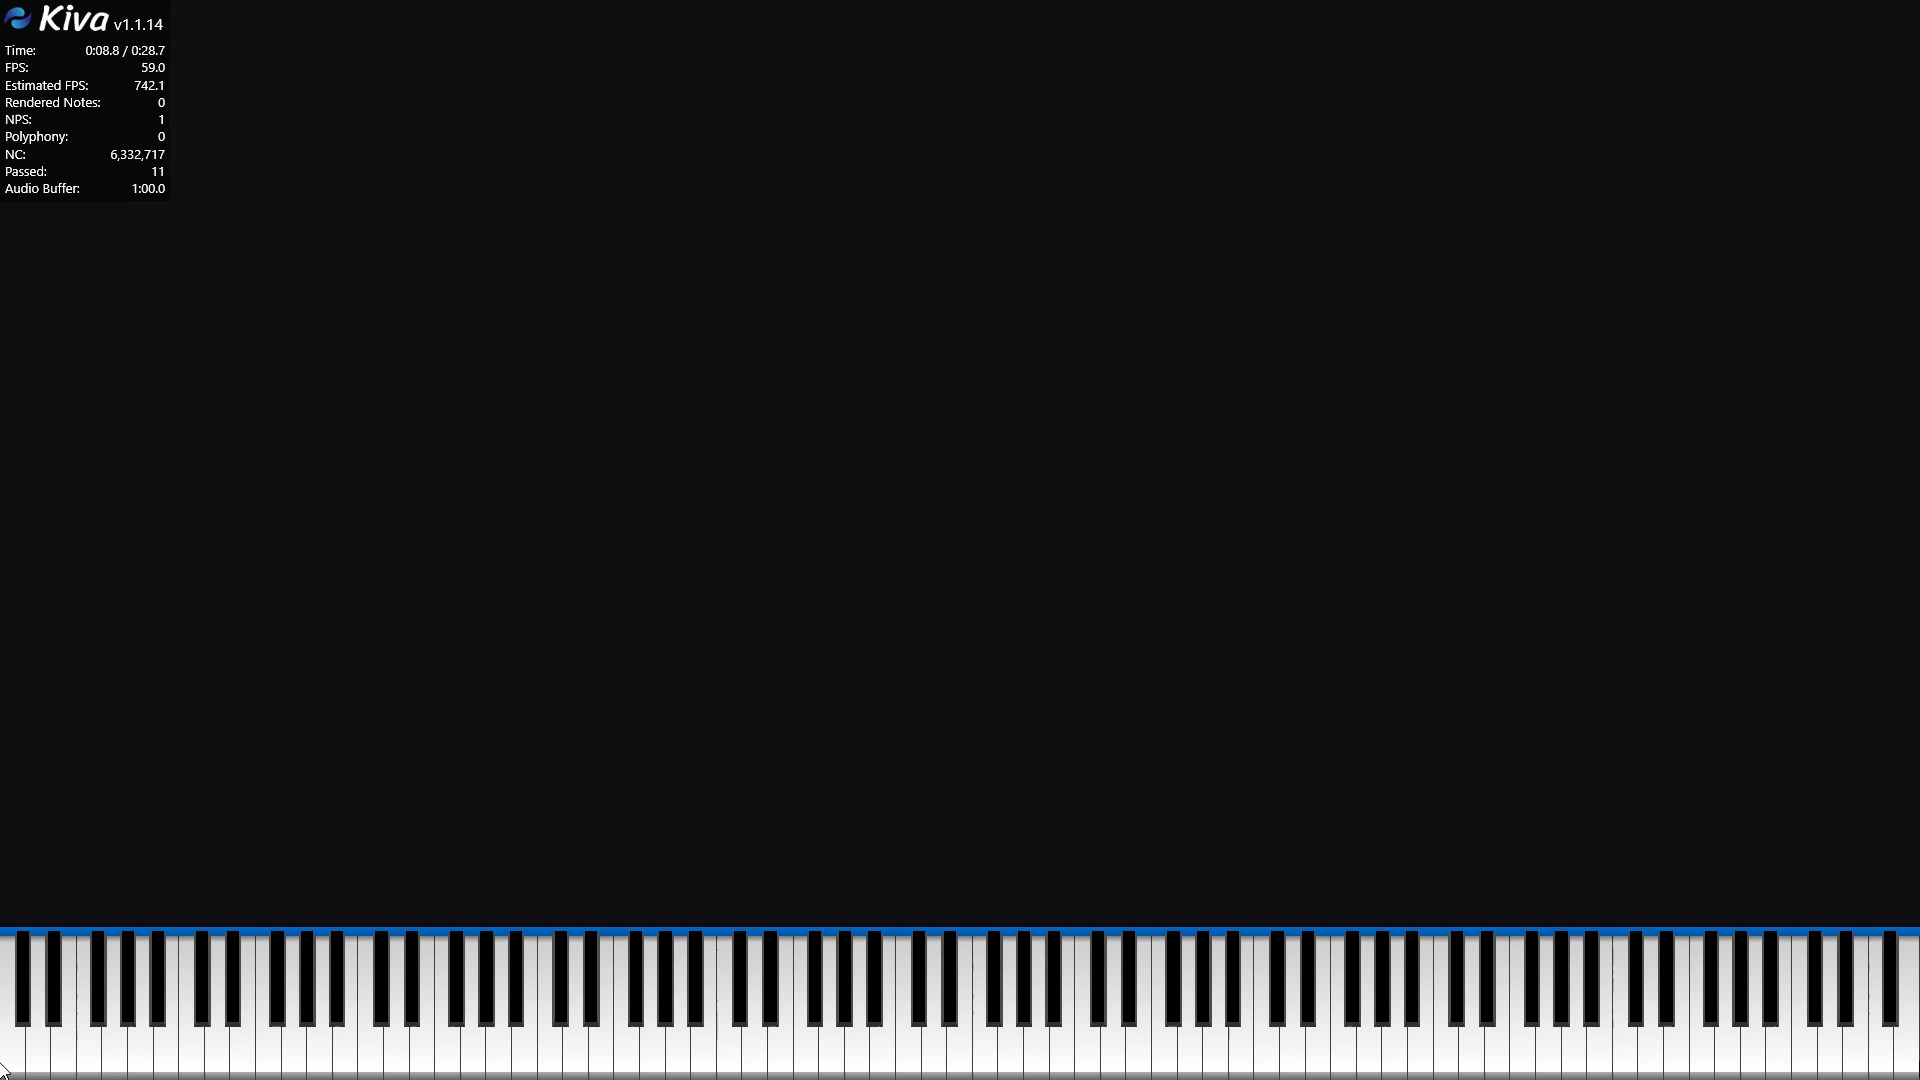 Kiva v1.1.14
Time: 0:08.8 / 0:28.7
FPS: 59.0
Estimated FPS: 742.1
Rendered Notes: 0
NPS: 1
Polyphony: 0
NC: 6,332,717
Passed: 11
Audio Buffer: 1:00.0